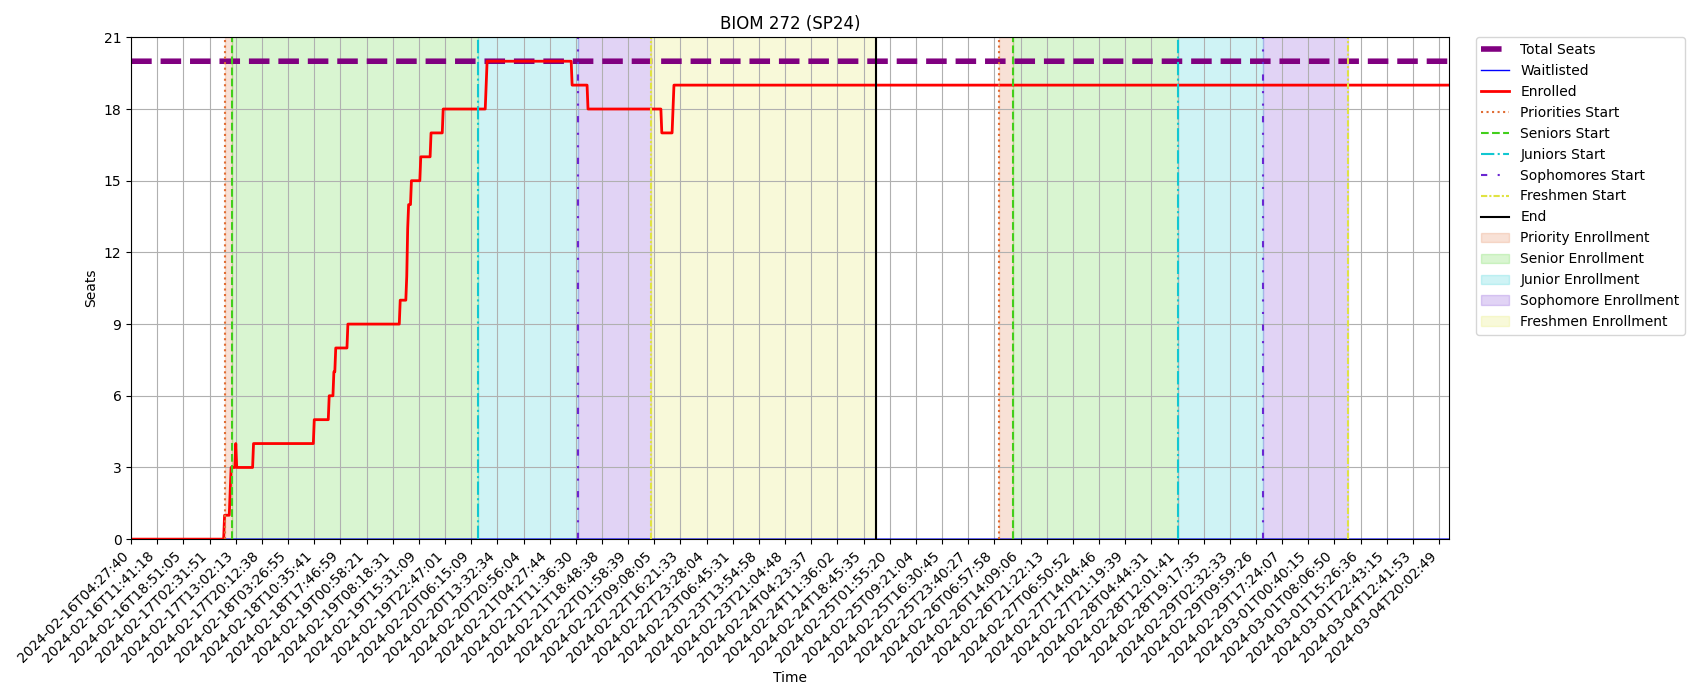 BIOM 272 (SP24)
Seats
21
18
15
12
9
6
3
0
2024-02-16T04:27:40
2024-02-16T11:41:18
2024-02-16T18:51:05
2024-02-17T02:31:51
2024-02-17T13:02:13
2024-02-17T20:12:38
2024-02-18T03:26:55
2024-02-18T10:35:41
2024-02-18T17:46:59
2024-02-19T00:58:21
2024-02-19T08:18:31
2024-02-19T15:31:09
2024-02-19T22:47:01
2024-02-20T06:15:09
2024-02-20T13:32:34
2024-02-20T20:56:04
2024-02-21T04:27:44
2024-02-21T11:36:30
2024-02-21T18:48:38
2024-02-22T01:58:39
2024-02-22T09:08:05
2024-02-22T16:21:33
2024-02-22T23:28:04
2024-02-23T06:45:31
2024-02-23T13:54:58
2024-02-23T21:04:48
2024-02-24T04:23:37
2024-02-24T11:36:02
2024-02-24T18:45:35
2024-02-25T01:55:20
2024-02-25T09:21:04
2024-02-25T16:30:45
2024-02-25T23:40:27
2024-02-26T06:57:58
2024-02-26T14:09:06
2024-02-26T21:22:13
2024-02-27T06:50:52
2024-02-27T14:04:46
2024-02-27T21:19:39
2024-02-28T04:44:31
2024-02-28T12:01:41
2024-02-28T19:17:35
2024-02-29T02:32:33
2024-02-29T09:59:26
2024-02-29T17:24:07
2024-03-01T00:40:15
2024-03-01T08:06:50
2024-03-01T15:26:36
2024-03-01T22:43:15
2024-03-04T12:41:53
2024-03-04T20:02:49
Time
Total Seats
Waitlisted
Enrolled
Priorities Start
Seniors Start
Juniors Start
Sophomores Start
Freshmen Start
End
Priority Enrollment
Senior Enrollment
Junior Enrollment
Sophomore Enrollment
Freshmen Enrollment